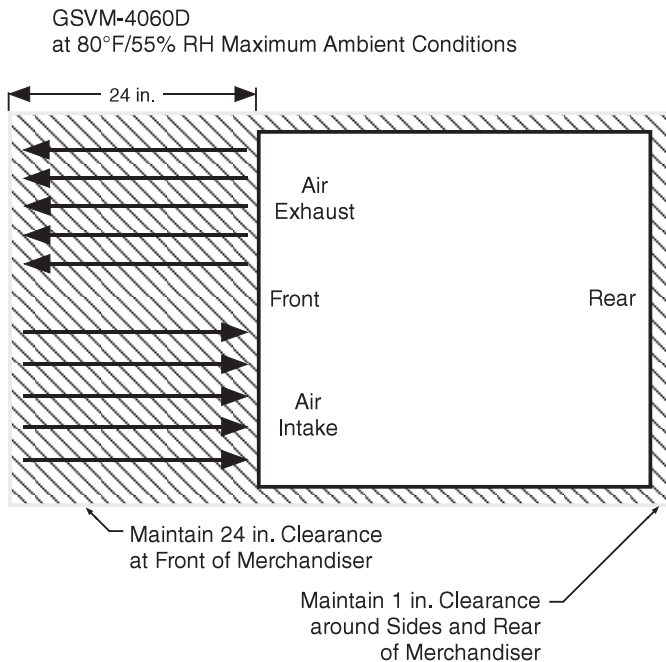 GSVM-4060D
at 80°F/55% RH Maximum Ambient Conditions
24 in.
Air
Exhaust
Front
Rear
Air
Intake
Maintain 24 in. Clearance
at Front of Merchandiser
Maintain 1 in. Clearance
around Sides and Rear
of Merchandiser